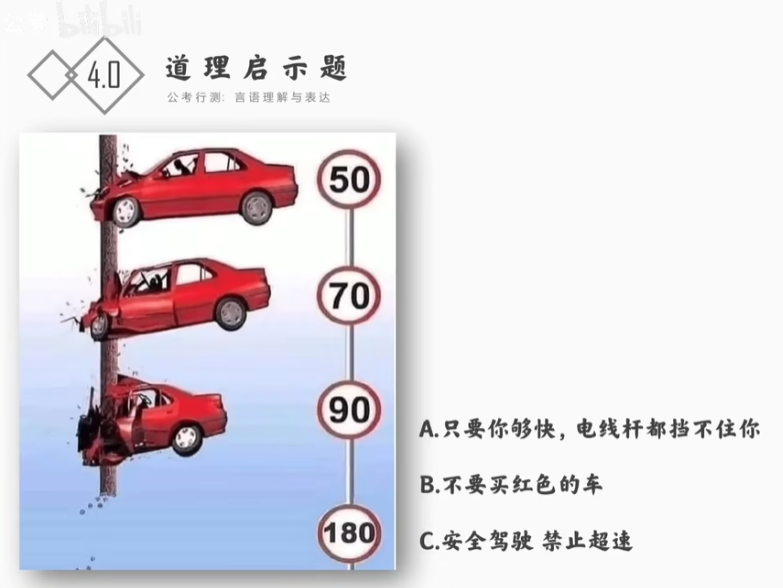 bilibili
4.0
道理启示题
公考行测: 言语理解与表达
50
70
90
180
A.只要你够快，电线杆都挡不住你
B.不要买红色的车
C.安全驾驶 禁止超速